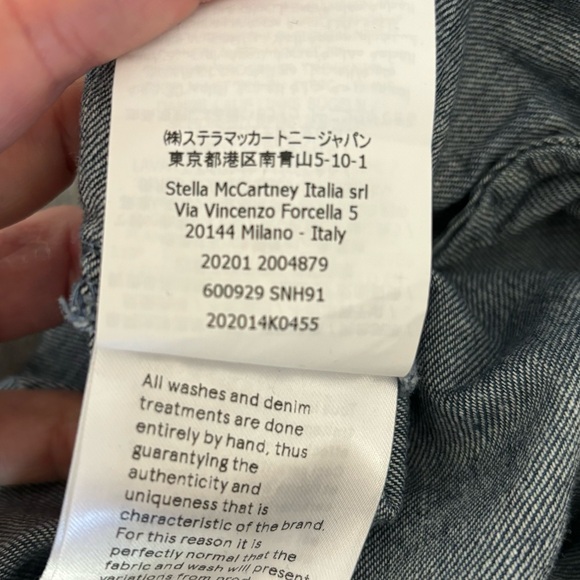 ㈱ステラマッカートニージャパン
東京都港区南青山5-10-1
Stella McCartney Italia srl
Via Vincenzo Forcella 5
20144 Milano - Italy
20201 2004879
600929 SNH91
202014K0455
All washes and denim
treatments are done
entirely by hand, thus
guarantying the
authenticity and
uniqueness that is
characteristic of the brand.
For this reason it is
perfectly normal that the
fabric and wash will present
variations from